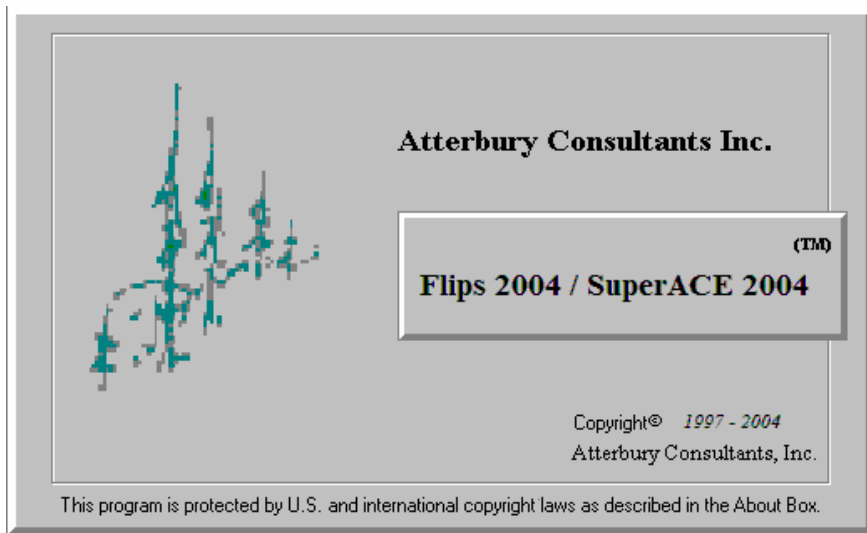 Atterbury Consultants Inc.
(TM)
Flips 2004 / SuperACE 2004
Copyright© 1997 - 2004
Atterbury Consultants, Inc.
This program is protected by U.S. and international copyright laws as described in the About Box.